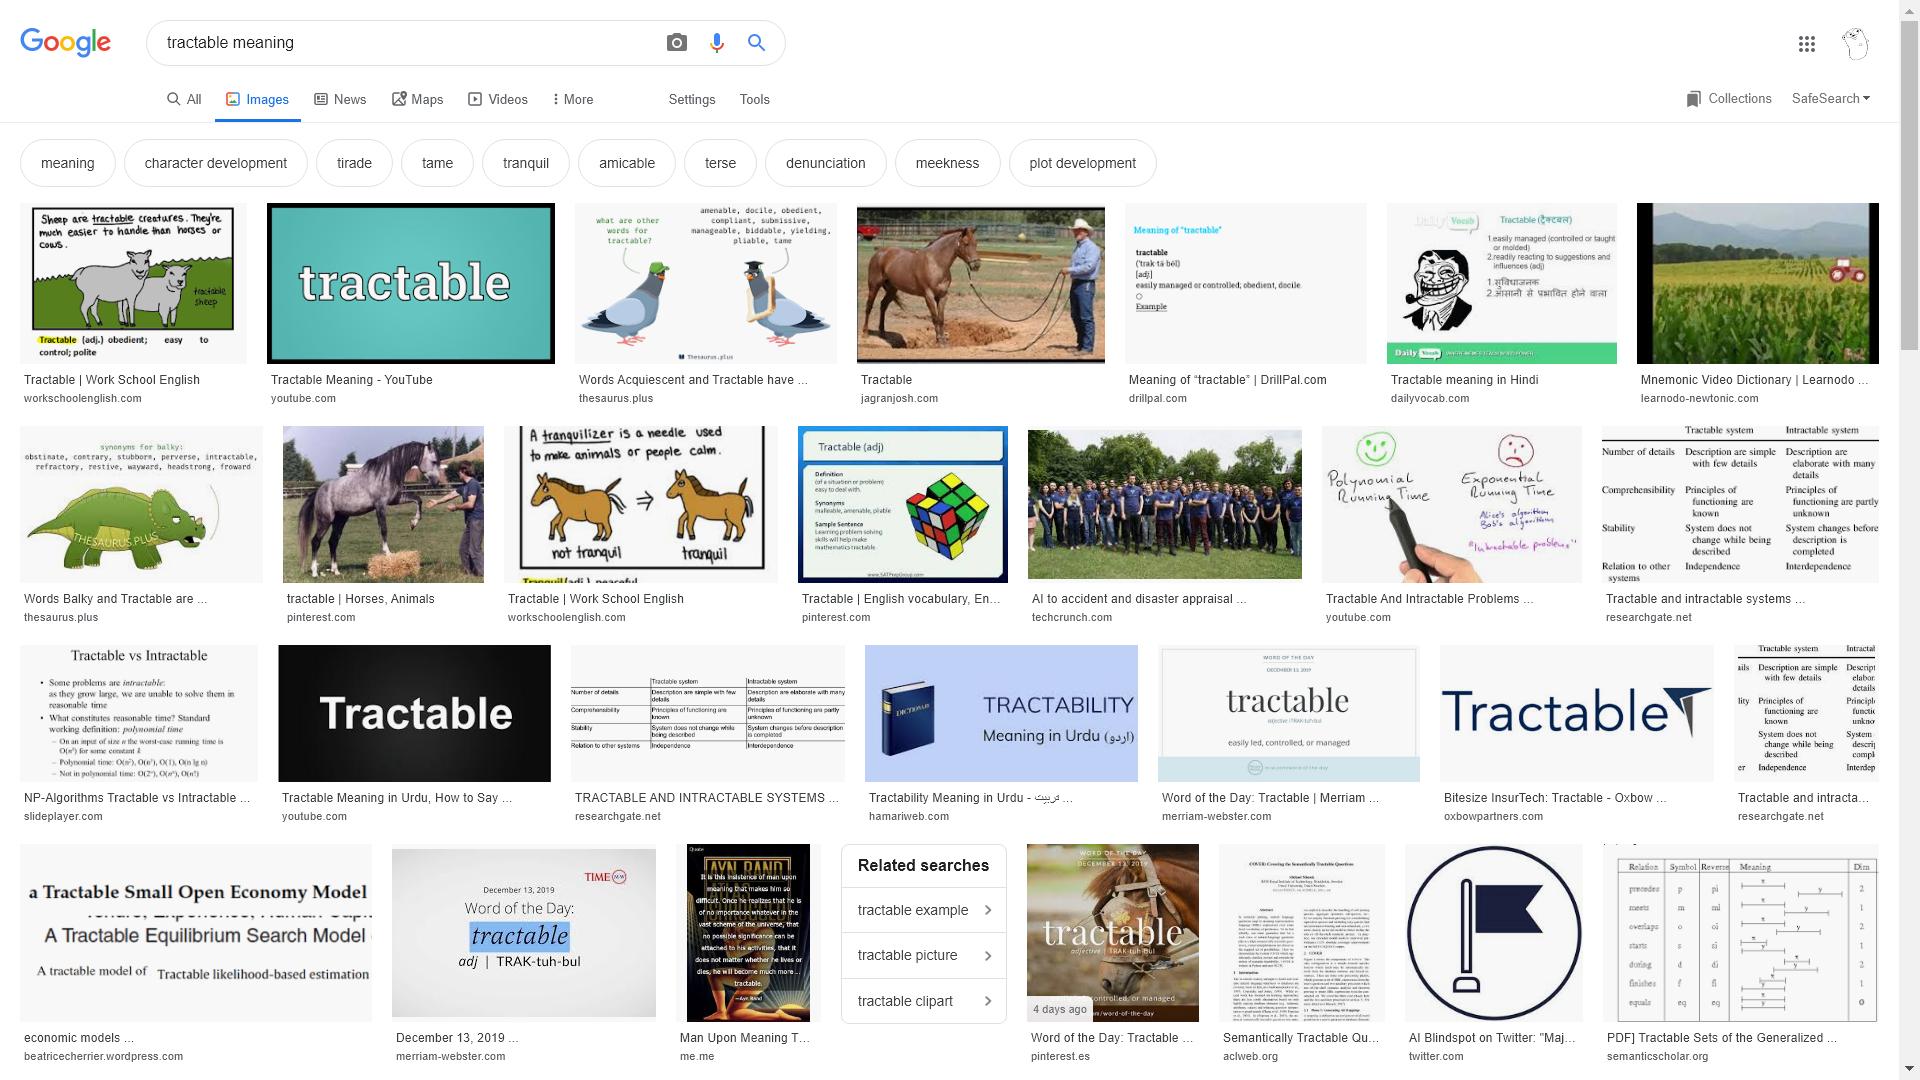 Google
tractable meaning
All
Images
News
Maps
Videos
More
Settings
Tools
Collections
SafeSearch
meaning
character development
tirade
tame
tranquil
amicable
terse
denunciation
meekness
plot development
Sheep are tractable creatures. They're
much easier to handle than horses or
cows.
tractable
sheep
Tractable (adj.) obedient; easy to
control; polite
Tractable | Work School English
workschoolenglish.com
tractable
Tractable Meaning - YouTube
youtube.com
what are other
words for
tractable?
amenable, docile, obedient,
compliant, submissive,
manageable, biddable, yielding,
pliable, tame
Thesaurus.plus
Words Acquiescent and Tractable have ...
thesaurus.plus
Tractable
jagranjosh.com
Meaning of "tractable"
tractable
('trak·tä·bêl)
[adj]
easily managed or controlled; obedient, docile.
Example
Meaning of “tractable” | DrillPal.com
drillpal.com
Daily Vocab
Tractable (ट्रैक्टबल)
1.easily managed (controlled or taught
or molded)
2.readily reacting to suggestions and
influences (adj)
1.सुविधाजनक
2.आसानी से प्रभावित होने वाला
Daily Vocab
Tractable meaning in Hindi
dailyvocab.com
Mnemonic Video Dictionary | Learnodo ...
learnodo-newtonic.com
synonyms for balky:
obstinate, contrary, stubborn, perverse, intractable,
refractory, restive, wayward, headstrong, froward
THESAURUS.PLUS
Words Balky and Tractable are ...
thesaurus.plus
tractable | Horses, Animals
pinterest.com
A tranquilizer is a needle used
to make animals or people calm.
not tranquil
tranquil
Tranquil (adj.) peaceful
Tractable | Work School English
workschoolenglish.com
Tractable (adj)
Definition
(of a situation or problem)
easy to deal with.
Synonyms
malleable, amenable, pliable
Sample Sentence
Learning problem solving
skills will help make
mathematics tractable.
www.SATPrepGroup.com
Tractable | English vocabulary, En...
pinterest.com
AI to accident and disaster appraisal ...
techcrunch.com
Polynomial
Running Time
Exponential
Running Time
Alice's algorithm
Bob's algorithm
"Intractable problems"
Tractable And Intractable Problems ...
youtube.com
Tractable system Intractable system
Number of details Description are simple Description are
with few details elaborate with many
details
Comprehensibility Principles of Principles of
functioning are functioning are partly
known unknown
Stability System does not System changes before
change while being description is
described completed
Relation to other Independence Interdependence
systems
Tractable and intractable systems ...
researchgate.net
Tractable vs Intractable
• Some problems are intractable:
as they grow large, we are unable to solve them in
reasonable time
• What constitutes reasonable time? Standard
working definition: polynomial time
– On an input of size n the worst-case running time is
O(nᵏ) for some constant k
– Polynomial time: O(n²), O(n³), O(1), O(n lg n)
– Not in polynomial time: O(2ⁿ), O(nⁿ), O(n!)
NP-Algorithms Tractable vs Intractable ...
slideplayer.com
Tractable
Tractable Meaning in Urdu, How to Say ...
youtube.com
Tractable system Intractable system
Number of details Description are simple with few Description are elaborate with many
details details
Comprehensibility Principles of functioning are Principles of functioning are partly
known unknown
Stability System does not change while System changes before description
being described is completed
Relation to other systems Independence Interdependence
TRACTABLE AND INTRACTABLE SYSTEMS ...
researchgate.net
DICTIONARY
TRACTABILITY
Meaning in Urdu (اردو)
Tractability Meaning in Urdu - تربیت ...
hamariweb.com
WORD OF THE DAY
DECEMBER 13, 2019
tractable
adjective | TRAK-tuh-bul
easily led, controlled, or managed
Word of the Day: Tractable | Merriam ...
merriam-webster.com
Tractable
Bitesize InsurTech: Tractable - Oxbow ...
oxbowpartners.com
Tractable system
Description are simple
with few details
Principles of
functioning are
known
System does not
change while being
described
Independence
Tractable and intracta...
researchgate.net
a Tractable Small Open Economy Model
A Tractable Equilibrium Search Model
A tractable model of Tractable likelihood-based estimation
economic models ...
beatricecherrier.wordpress.com
TIME
December 13, 2019
Word of the Day:
tractable
adj | TRAK-tuh-bul
December 13, 2019 ...
merriam-webster.com
AYN RAND
It is this insistence of man upon
meaning that makes him so
difficult. Once he realizes that he is
of no importance whatever in the
vast scheme of the universe, that
no possible significance can be
attached to his activities, that it
does not matter whether he lives or
dies, he will become much more ...
tractable.
—Ayn Rand
Man Upon Meaning T...
me.me
Related searches
tractable example
tractable picture
tractable clipart
WORD OF THE DAY
DECEMBER 13, 2019
tractable
adjective | TRAK-tuh-bul
controlled, or managed
m/word-of-the-day
4 days ago
Word of the Day: Tractable ...
pinterest.es
COVER: Covering the Semantically Tractable Questions
Abstract
Semantically Tractable Qu...
aclweb.org
AI Blindspot on Twitter: "Maj...
twitter.com
Relation Symbol Reverse Meaning Dim
precedes p pi x y 2
meets m mi x y 1
overlaps o oi x y 2
starts s si x y 1
during d di x y 2
finishes f fi x y 1
equals eq eq x y 0
PDF] Tractable Sets of the Generalized ...
semanticscholar.org